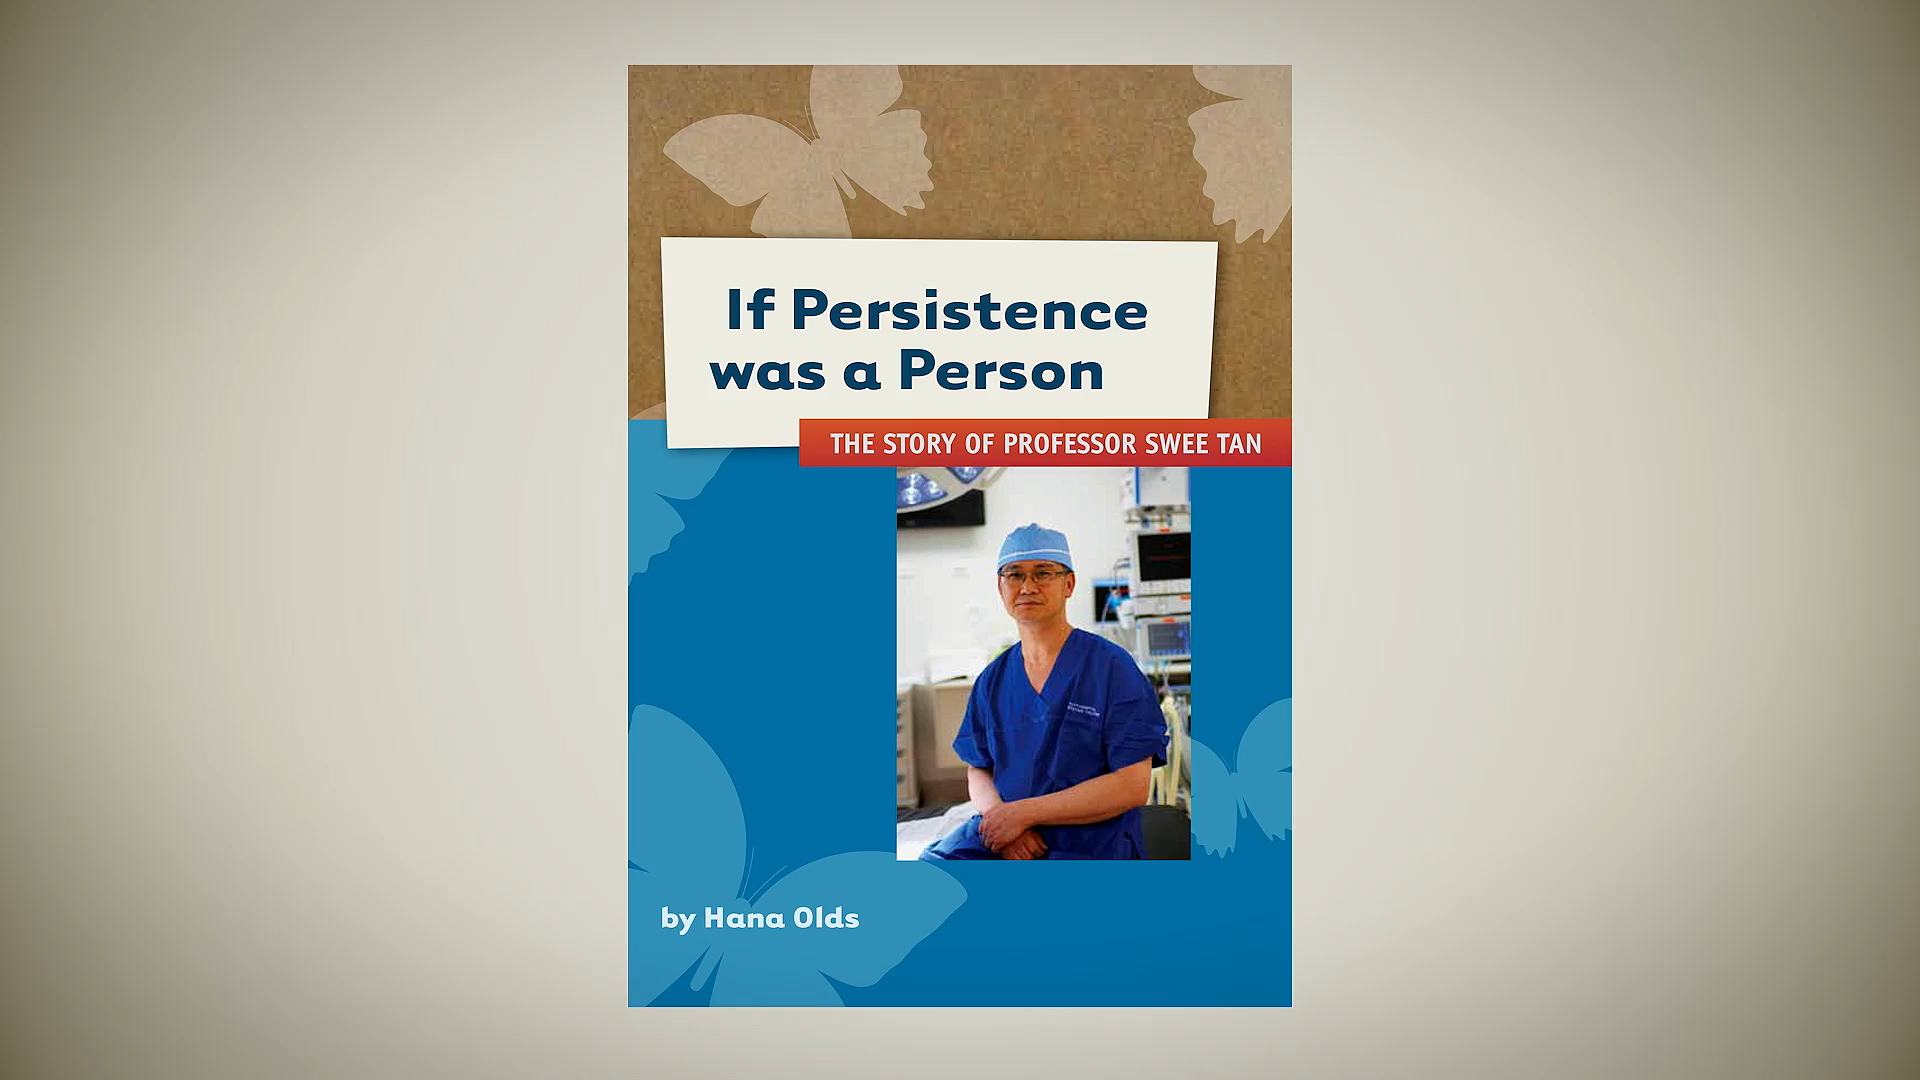 If Persistence
was a Person
THE STORY OF PROFESSOR SWEE TAN
by Hana Olds